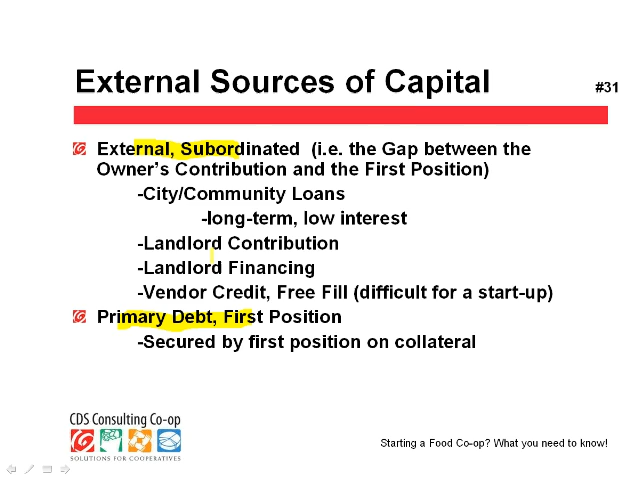 External Sources of Capital
#31
External, Subordinated (i.e. the Gap between the
Owner's Contribution and the First Position)
-City/Community Loans
-long-term, low interest
-Landlord Contribution
-Landlord Financing
-Vendor Credit, Free Fill (difficult for a start-up)
Primary Debt, First Position
-Secured by first position on collateral
CDS Consulting Co-op
SOLUTIONS FOR COOPERATIVES
Starting a Food Co-op? What you need to know!